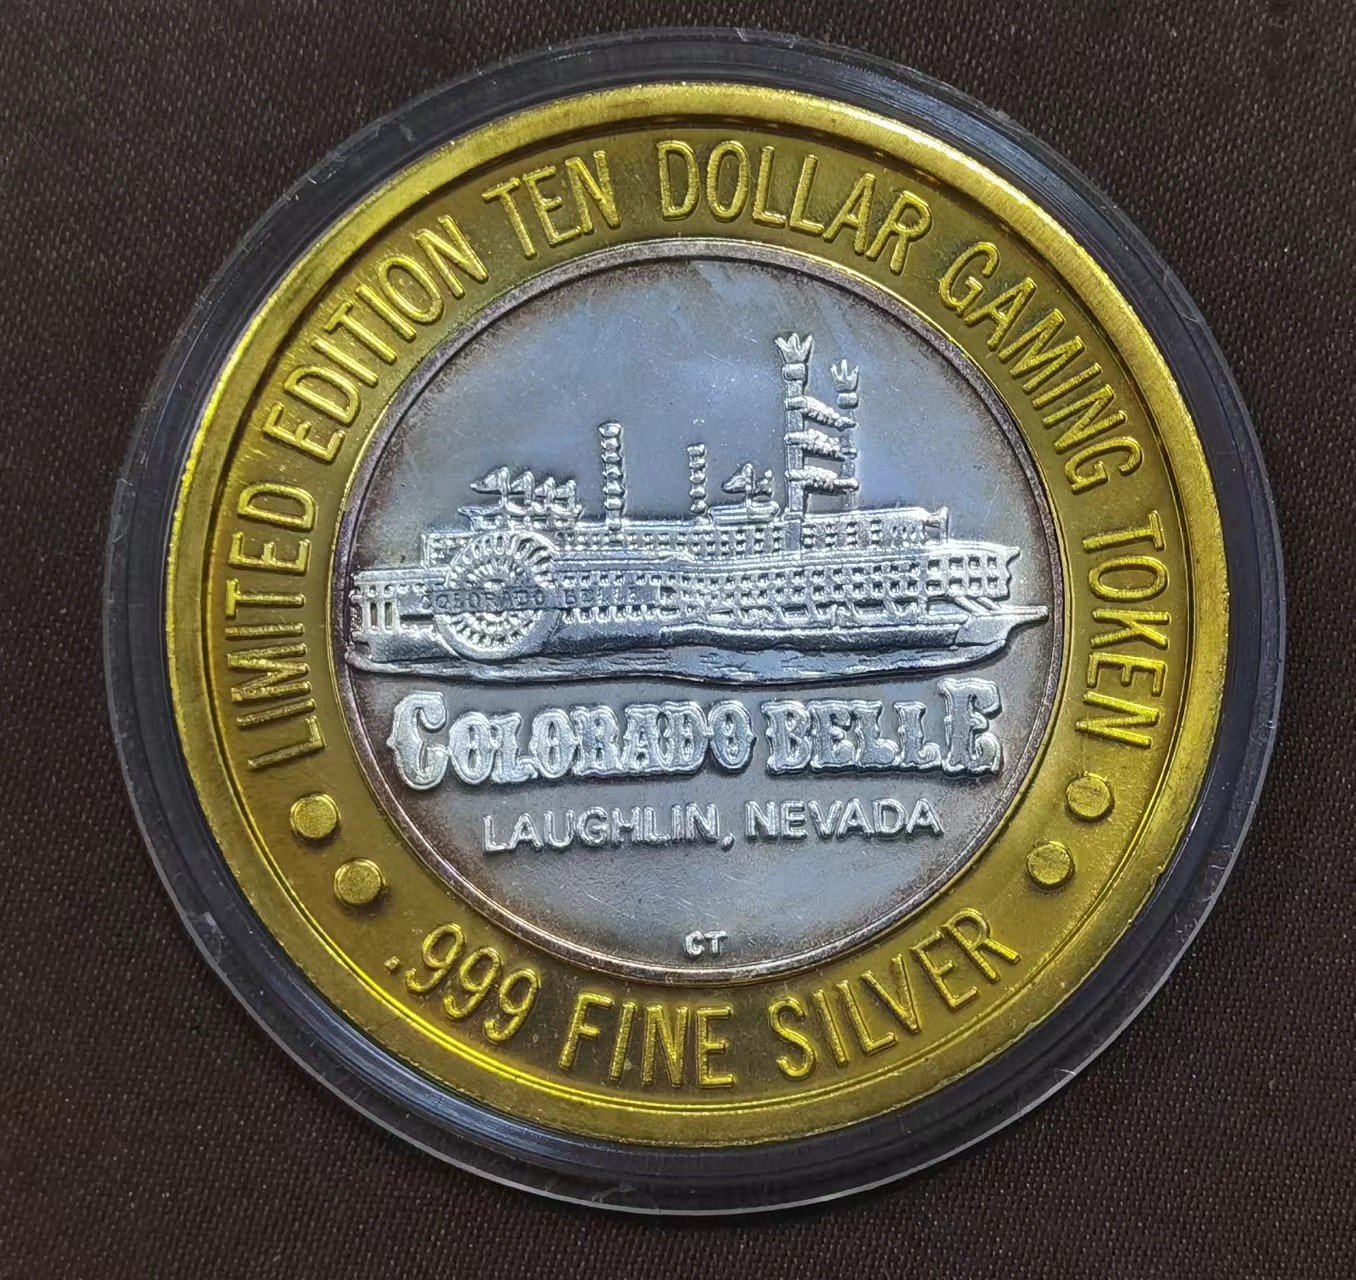 LIMITED EDITION TEN DOLLAR GAMING TOKEN
COLORADO BELLE
COLORADO BELLE
LAUGHLIN, NEVADA
CT
.999 FINE SILVER